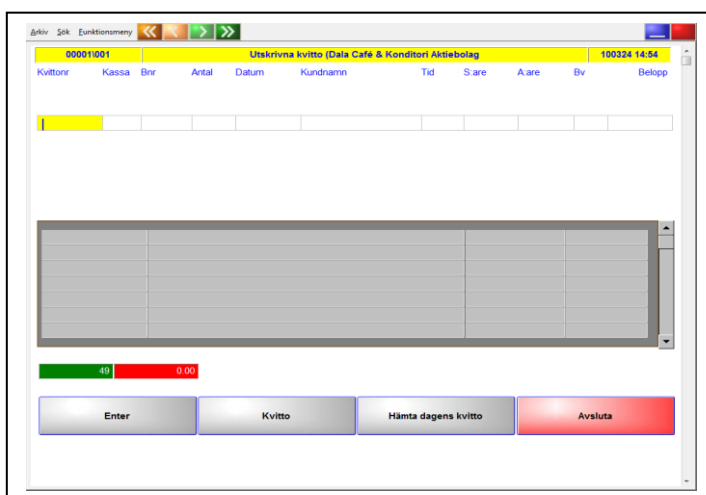 Arkiv Sök Funktionsmeny
00001\001 Utskrivna kvitto (Dala Café & Konditori Aktiebolag 100324 14:54
Kvittonr Kassa Bnr Antal Datum Kundnamn Tid S:are A:are Bv Belopp
49 0.00
Enter Kvitto Hämta dagens kvitto Avsluta